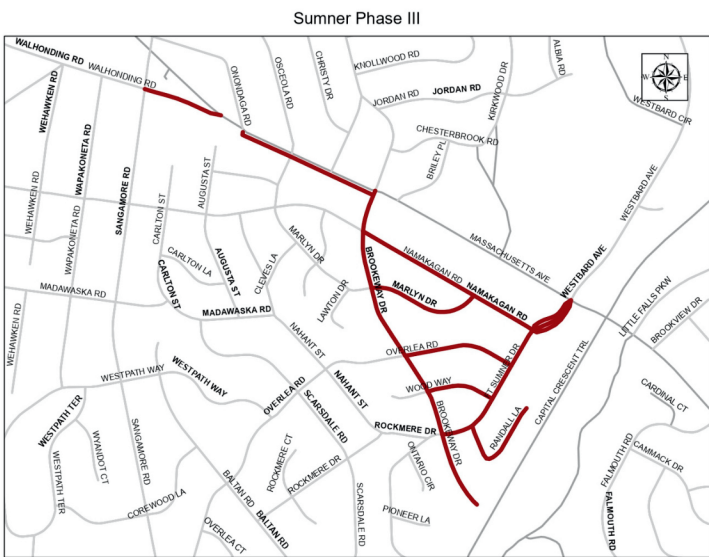 Sumner Phase III
WALHONDING RD
WALHONDING RD
WEHAWKEN RD
WAPAKONETA RD
SANGAMORE RD
ONONDAGA RD
OSCEOLA RD
CHRISTY DR
KNOLLWOOD RD
JORDAN RD
JORDAN RD
KIRKWOOD DR
ALBIA RD
N
W
E
S
WESTBARD CIR
CHESTERBROOK RD
BRILEY PL
WESTBARD AVE
WEHAWKEN RD
WAPAKONETA RD
CARLTON ST
AUGUSTA ST
CARLTON LA
CARLTON ST
AUGUSTA ST
CLEVES LA
MARLYN DR
LAWTON DR
BROOKEWAY DR
NAMAKAGAN RD
NAMAKAGAN RD
MARLYN DR
MASSACHUSETTS AVE
WESTBARD AVE
LITTLE FALLS PKW
BROOKVIEW DR
MADAWASKA RD
MADAWASKA RD
WEHAWKEN RD
NAHANT ST
NAHANT ST
OVERLEA RD
OVERLEA RD
WOOD WAY
T SUMNER DR
CAPITAL CRESCENT TRL
WESTPATH WAY
WESTPATH WAY
WESTPATH TER
WESTPATH TER
WYANDOT CT
SANGAMORE RD
SCARSDALE RD
SCARSDALE RD
ROCKMERE DR
ROCKMERE DR
ROCKMERE CT
BROOKEWAY DR
RANDALL LA
CARDINAL CT
CAMMACK DR
FALMOUTH RD
FALMOUTH RD
COREWOOD LA
BALTAN RD
BALTAN RD
OVERLEA CT
ONTARIO CIR
PIONEER LA